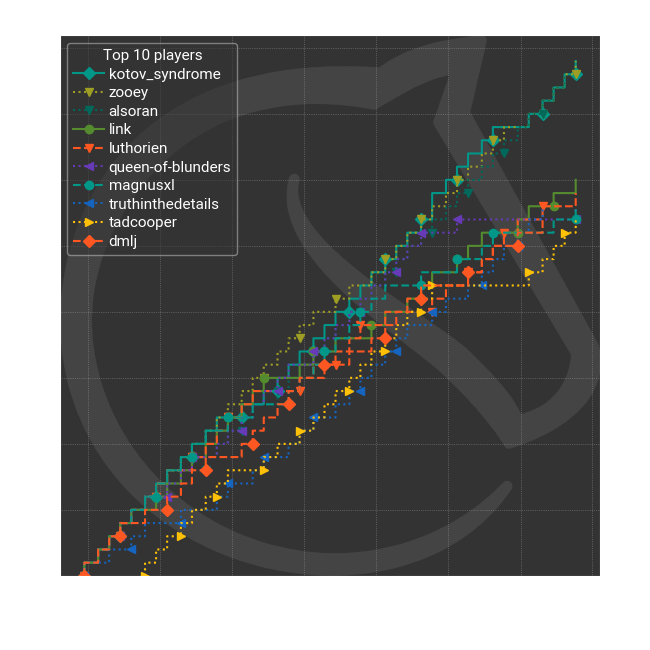 Top 10 players
kotov_syndrome
zooey
alsoran
link
luthorien
queen-of-blunders
magnusxl
truthinthedetails
tadcooper
dmlj